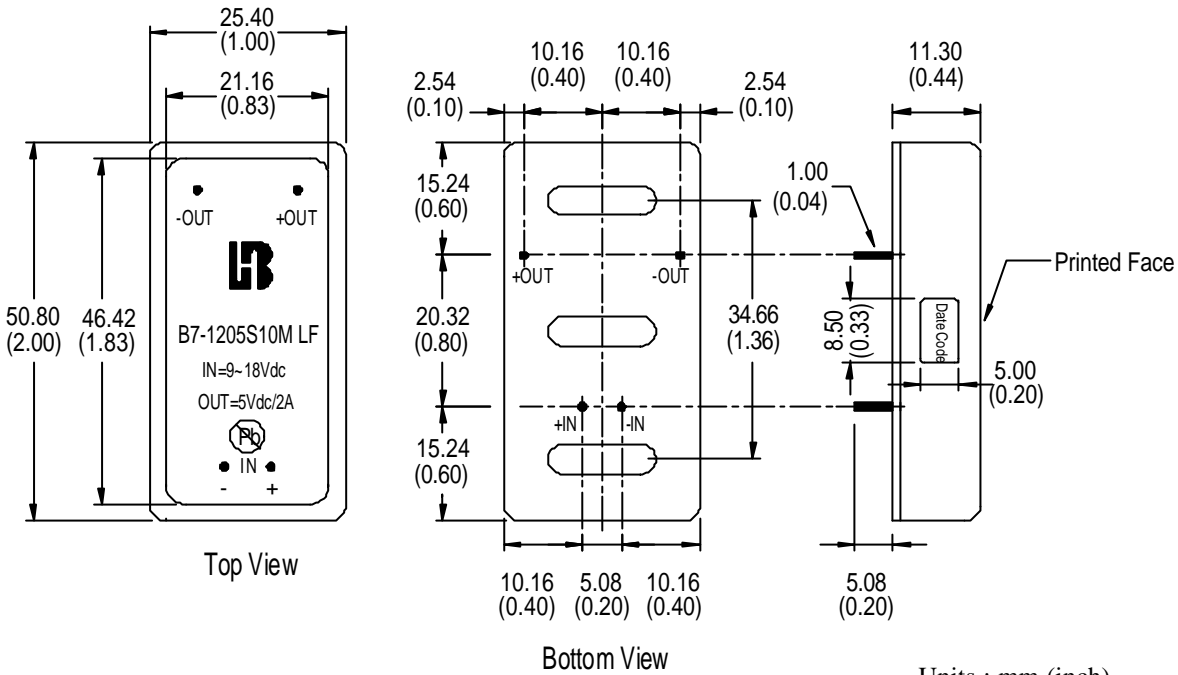 25.40
(1.00)
21.16
(0.83)
50.80
(2.00)
46.42
(1.83)
-OUT
+OUT
B7-1205S10M LF
IN=9~18Vdc
OUT=5Vdc/2A
Pb
IN
- +
Top View
10.16
(0.40)
10.16
(0.40)
2.54
(0.10)
2.54
(0.10)
15.24
(0.60)
20.32
(0.80)
15.24
(0.60)
+OUT
-OUT
34.66
(1.36)
+IN
-IN
10.16
(0.40)
5.08
(0.20)
10.16
(0.40)
Bottom View
11.30
(0.44)
1.00
(0.04)
Printed Face
8.50
(0.33)
Date Code
5.00
(0.20)
5.08
(0.20)
Units : mm (inch)